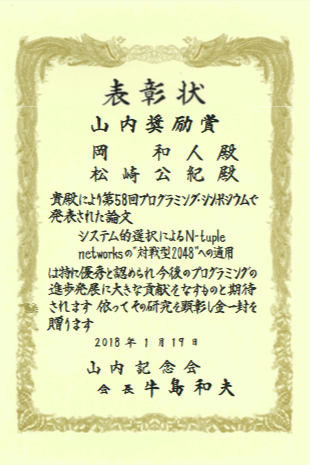 表彰状
山内奨励賞
岡 和人殿
松崎公紀殿
貴殿により第58回プログラミング・シンポジウムで
発表された論文
システム的選択によるN-tuple
networksの"対戦型2048"への適用
は特に優秀と認められ今後のプログラミングの
進歩発展に大きな貢献をなすものと期待
されます 依ってその研究を顕彰し金一封を
贈ります
2018年1月19日
山内記念会
会長 牛島和夫